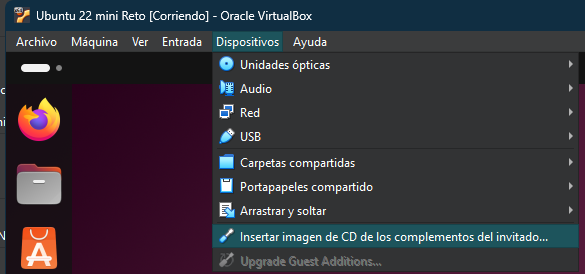 Ubuntu 22 mini Reto [Corriendo] - Oracle VirtualBox
Archivo Máquina Ver Entrada Dispositivos Ayuda
Unidades ópticas
Audio
Red
USB
Carpetas compartidas
Portapapeles compartido
Arrastrar y soltar
Insertar imagen de CD de los complementos del invitado...
Upgrade Guest Additions...